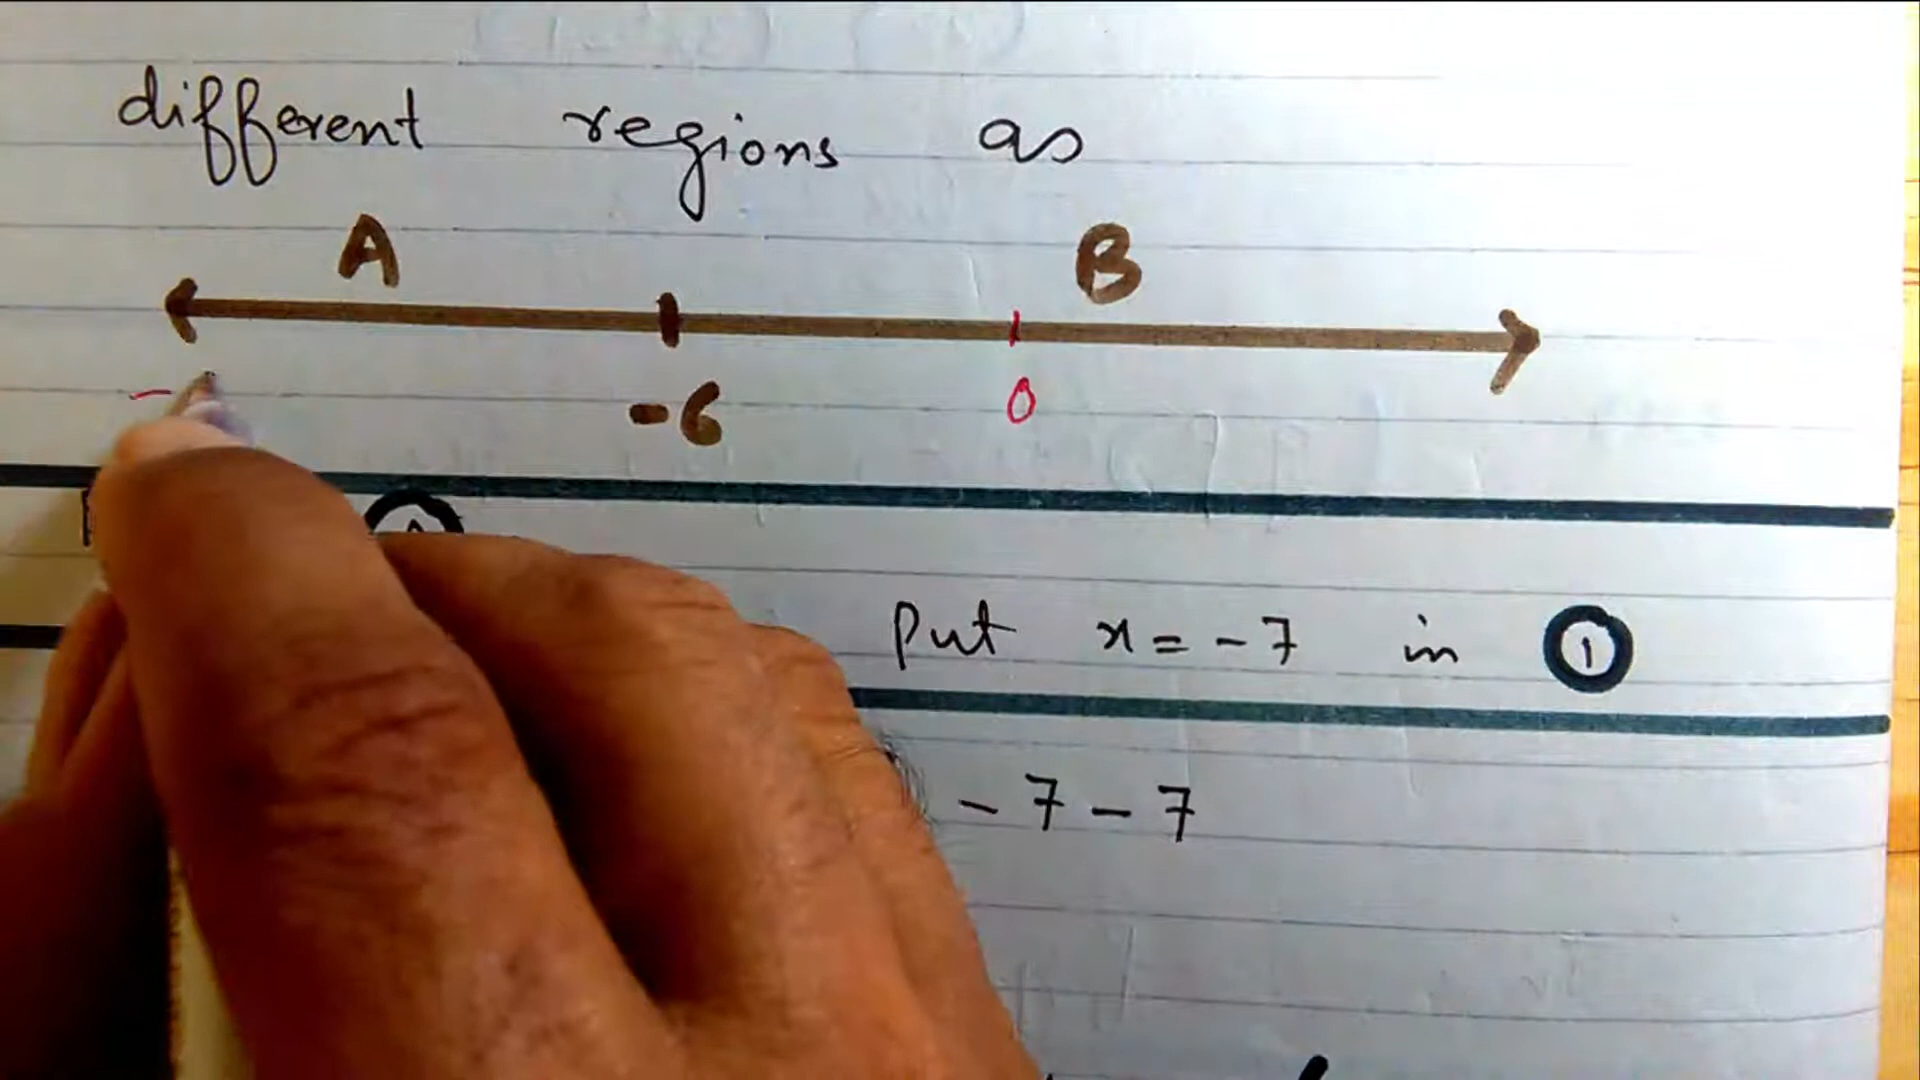 different regions as
A B
-6 0
Put x = -7 in ①
-7-7